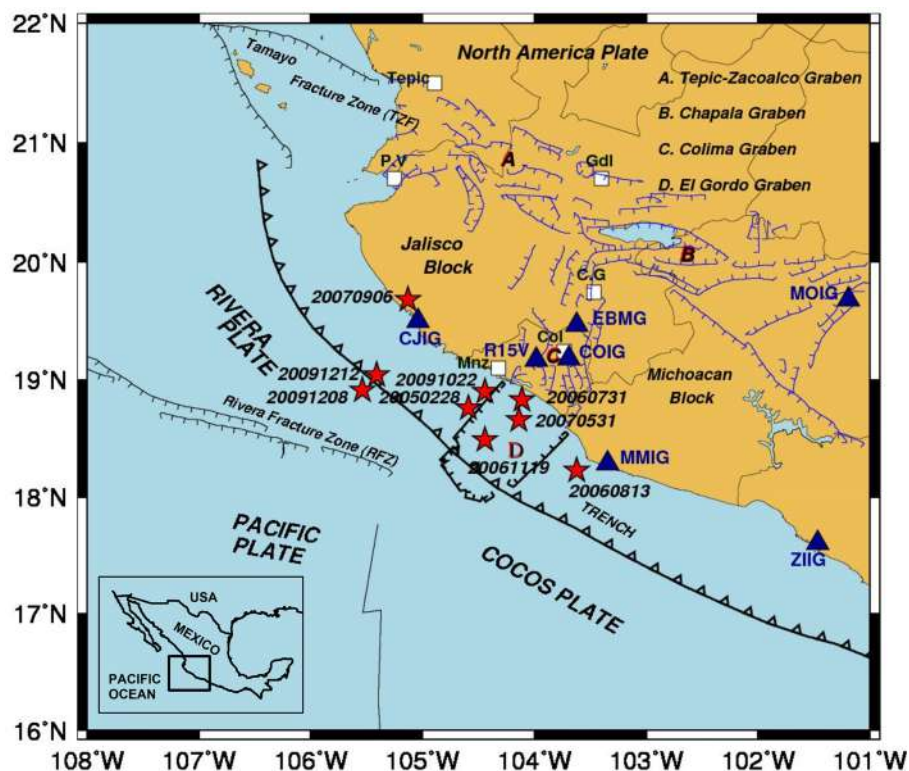 22˚N
21˚N
20˚N
19˚N
18˚N
17˚N
16˚N
108˚W
107˚W
106˚W
105˚W
104˚W
103˚W
102˚W
101˚W
North America Plate
Tamayo
Fracture Zone (TZF)
Tepic
A. Tepic-Zacoalco Graben
B. Chapala Graben
C. Colima Graben
D. El Gordo Graben
P.V
A
Gdl
Jalisco
Block
B
C.G
20070906
CJIG
EBMG
MOIG
RIVERA
PLATE
Col
C
R15V
COIG
Mnz
Michoacan
Block
20091212
20091022
20091208
20050228
20060731
20070531
Rivera Fracture Zone (RFZ)
D
20061119
MMIG
20060813
TRENCH
PACIFIC
PLATE
COCOS PLATE
ZIIG
USA
MEXICO
PACIFIC
OCEAN